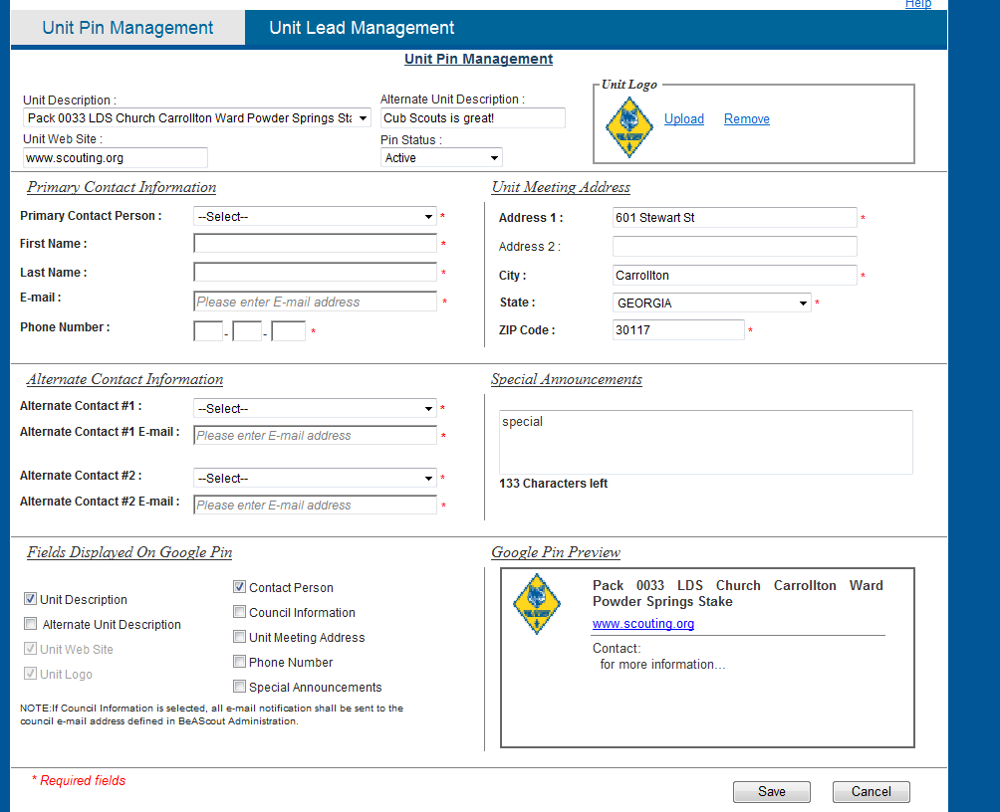 Help
Unit Pin Management
Unit Lead Management
Unit Pin Management
Unit Description :
Pack 0033 LDS Church Carrollton Ward Powder Springs Sta
Alternate Unit Description :
Cub Scouts is great!
Unit Web Site :
www.scouting.org
Pin Status :
Active
Unit Logo
Upload
Remove
Primary Contact Information
Primary Contact Person :
--Select--
*
First Name :
*
Last Name :
*
E-mail :
Please enter E-mail address
*
Phone Number :
- - *
Unit Meeting Address
Address 1 :
601 Stewart St
*
Address 2 :
City :
Carrollton
*
State :
GEORGIA
*
ZIP Code :
30117
*
Alternate Contact Information
Alternate Contact #1 :
--Select--
*
Alternate Contact #1 E-mail :
Please enter E-mail address
*
Alternate Contact #2 :
--Select--
*
Alternate Contact #2 E-mail :
Please enter E-mail address
*
Special Announcements
special
133 Characters left
Fields Displayed On Google Pin
Unit Description
Alternate Unit Description
Unit Web Site
Unit Logo
Contact Person
Council Information
Unit Meeting Address
Phone Number
Special Announcements
NOTE:If Council Information is selected, all e-mail notification shall be sent to the
council e-mail address defined in BeAScout Administration.
Google Pin Preview
Pack 0033 LDS Church Carrollton Ward
Powder Springs Stake
www.scouting.org
Contact:
for more information...
* Required fields
Save
Cancel